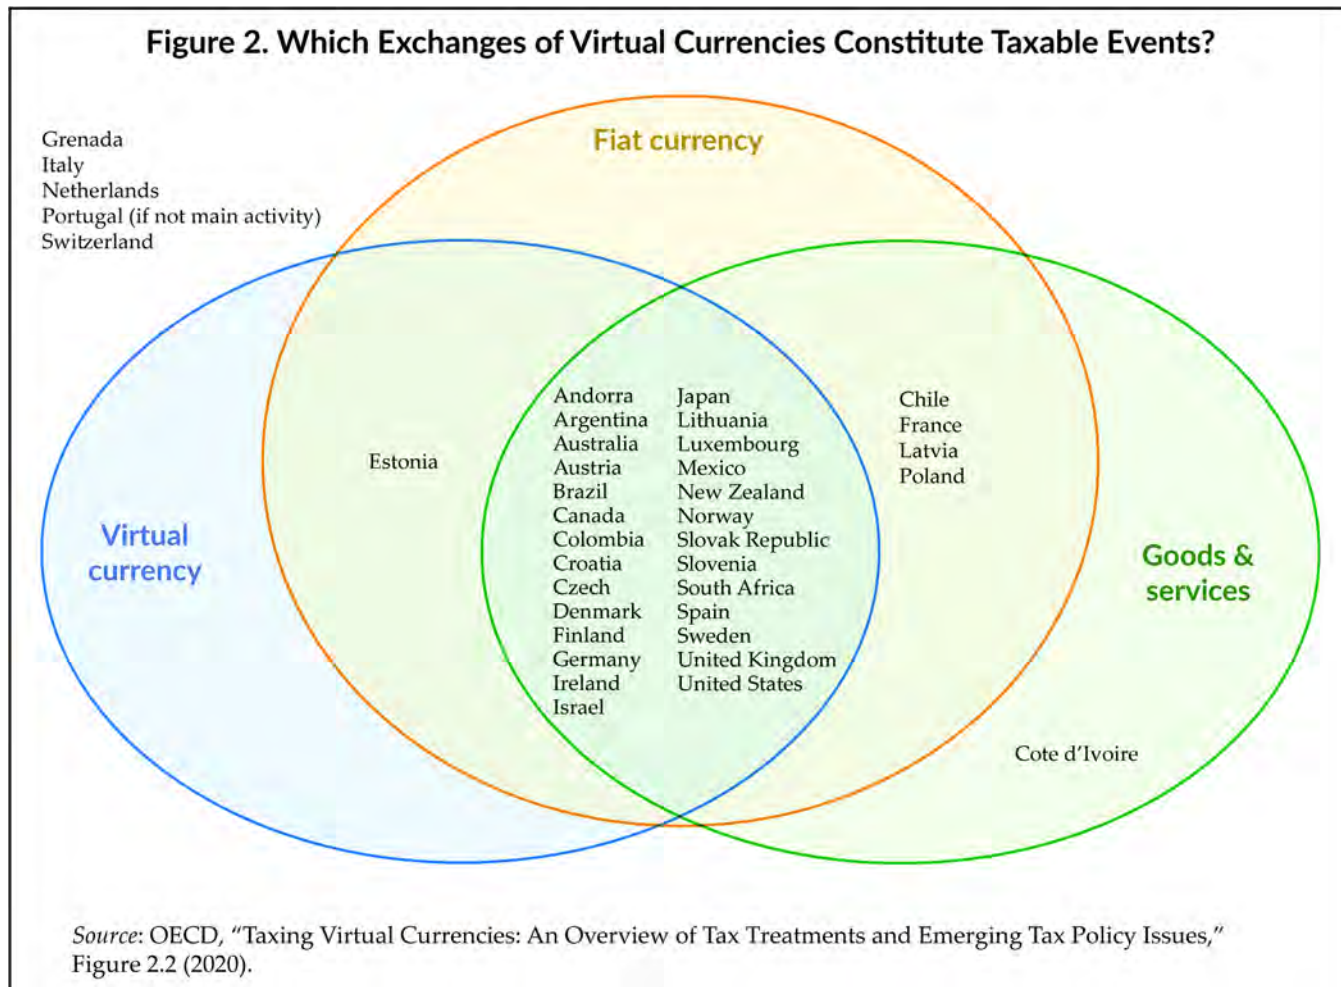 Figure 2. Which Exchanges of Virtual Currencies Constitute Taxable Events?
Grenada
Italy
Netherlands
Portugal (if not main activity)
Switzerland
Fiat currency
Virtual
currency
Estonia
Andorra
Argentina
Australia
Austria
Brazil
Canada
Colombia
Croatia
Czech
Denmark
Finland
Germany
Ireland
Israel
Japan
Lithuania
Luxembourg
Mexico
New Zealand
Norway
Slovak Republic
Slovenia
South Africa
Spain
Sweden
United Kingdom
United States
Chile
France
Latvia
Poland
Goods &
services
Cote d'Ivoire
Source: OECD, “Taxing Virtual Currencies: An Overview of Tax Treatments and Emerging Tax Policy Issues,”
Figure 2.2 (2020).